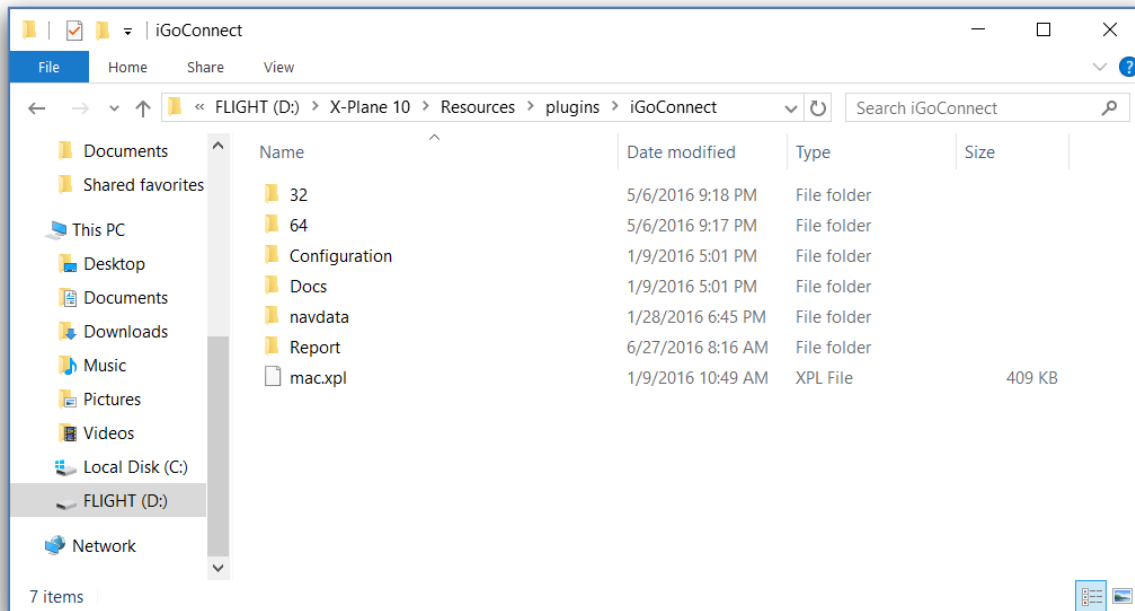 iGoConnect
File Home Share View ?
« FLIGHT (D:) > X-Plane 10 > Resources > plugins > iGoConnect Search iGoConnect
Documents
Shared favorites
This PC
Desktop
Documents
Downloads
Music
Pictures
Videos
Local Disk (C:)
FLIGHT (D:)
Network
Name Date modified Type Size
32 5/6/2016 9:18 PM File folder
64 5/6/2016 9:17 PM File folder
Configuration 1/9/2016 5:01 PM File folder
Docs 1/9/2016 5:01 PM File folder
navdata 1/28/2016 6:45 PM File folder
Report 6/27/2016 8:16 AM File folder
mac.xpl 1/9/2016 10:49 AM XPL File 409 KB
7 items